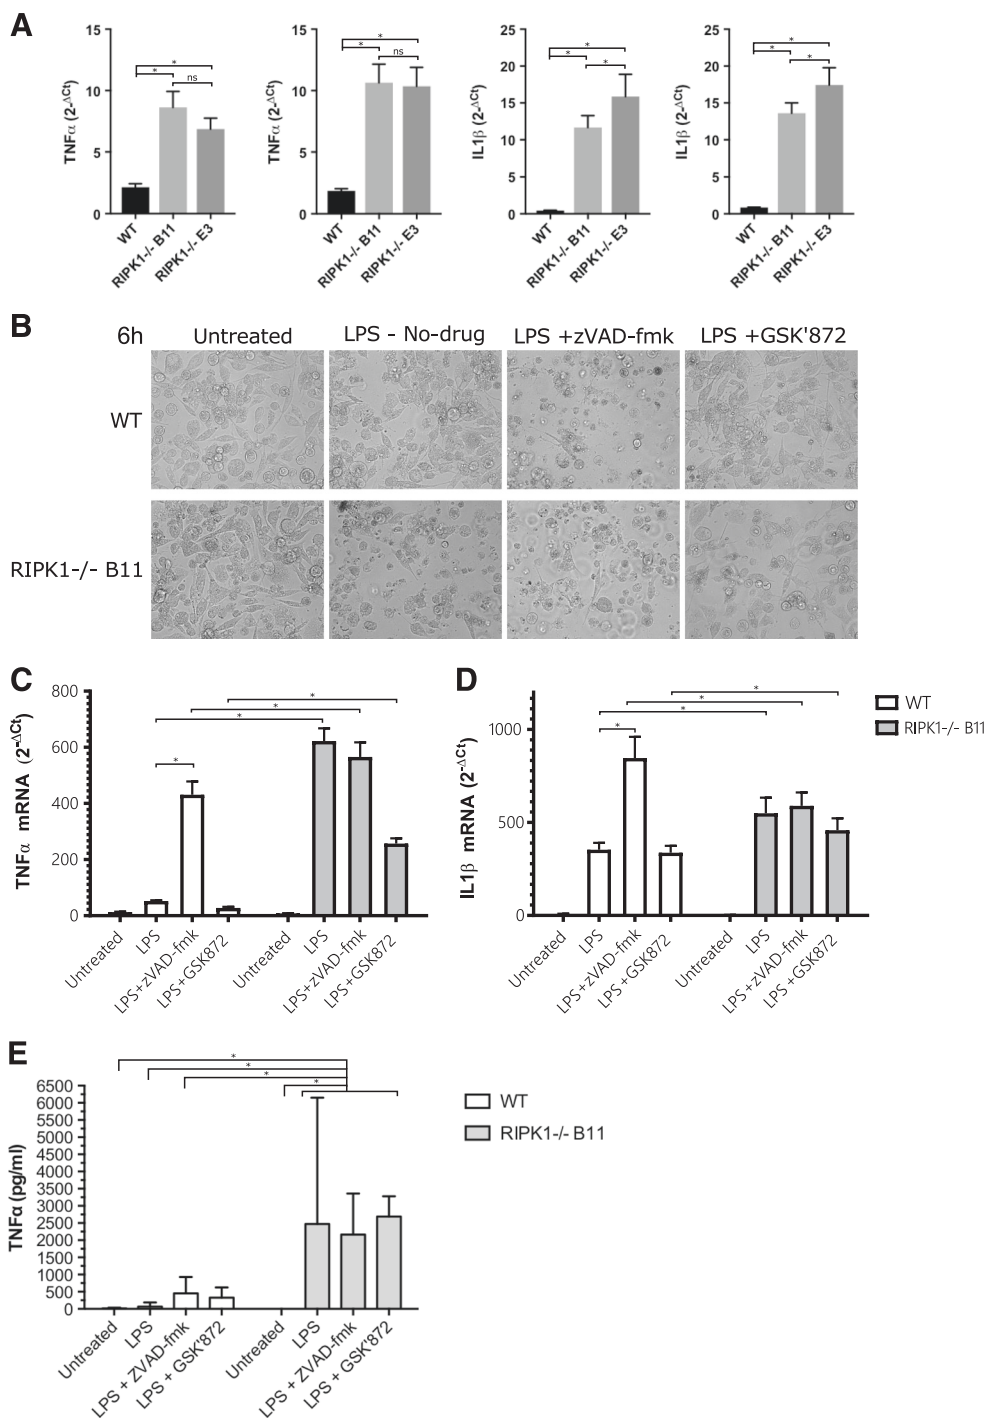 A
TNFα (2-ΔCt)
15
10
5
0
*
*
ns
WT
RIPK1-/- B11
RIPK1-/- E3
TNFα (2-ΔCt)
15
10
5
0
*
*
ns
WT
RIPK1-/- B11
RIPK1-/- E3
IL1β (2-ΔCt)
25
20
15
10
5
0
*
*
*
WT
RIPK1-/- B11
RIPK1-/- E3
IL1β (2-ΔCt)
25
20
15
10
5
0
*
*
*
WT
RIPK1-/- B11
RIPK1-/- E3
B
6h Untreated LPS - No-drug LPS +zVAD-fmk LPS +GSK'872
WT
RIPK1-/- B11
C
TNFα mRNA (2-ΔCt)
800
600
400
200
0
*
*
*
*
Untreated
LPS
LPS+zVAD-fmk
LPS+GSK872
Untreated
LPS
LPS+zVAD-fmk
LPS+GSK872
D
IL1β mRNA (2-ΔCt)
1000
500
0
*
*
*
*
Untreated
LPS
LPS+zVAD-fmk
LPS+GSK872
Untreated
LPS
LPS+zVAD-fmk
LPS+GSK872
WT
RIPK1-/- B11
E
TNFα (pg/ml)
6500
6000
5500
5000
4500
4000
3500
3000
2500
2000
1500
1000
500
0
*
*
*
*
Untreated
LPS
LPS + ZVAD-fmk
LPS + GSK'872
Untreated
LPS
LPS + ZVAD-fmk
LPS + GSK'872
WT
RIPK1-/- B11